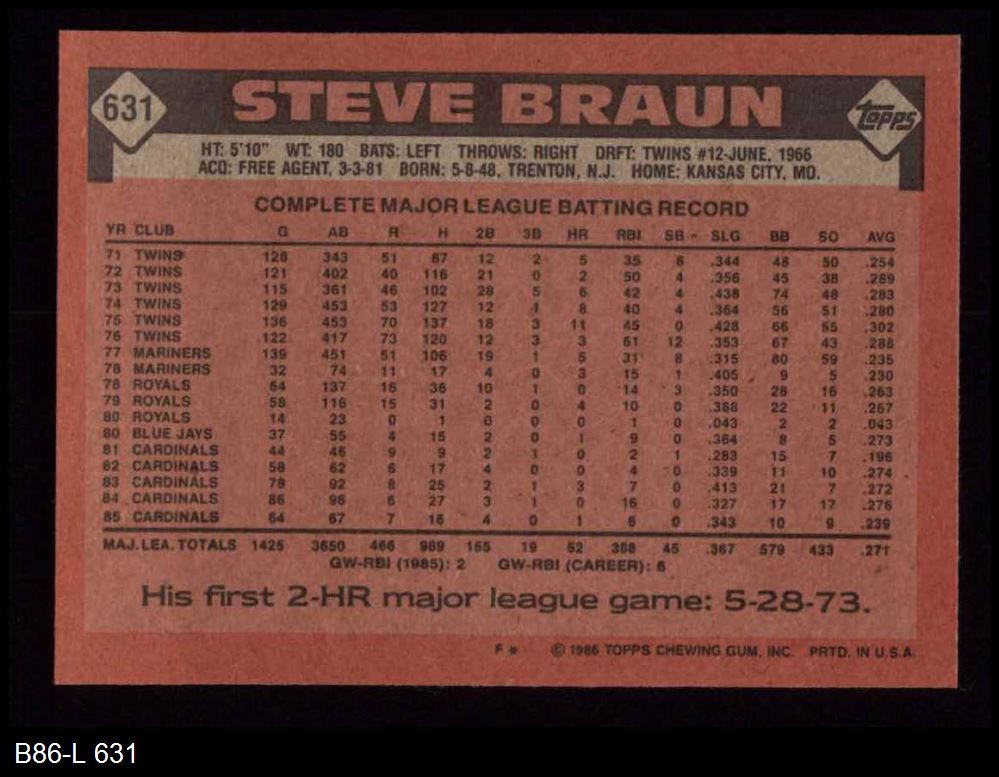 631 STEVE BRAUN topps
HT: 5'10" WT: 180 BATS: LEFT THROWS: RIGHT DRFT: TWINS #12-JUNE, 1966
ACQ: FREE AGENT, 3-3-81 BORN: 5-8-48, TRENTON, N.J. HOME: KANSAS CITY, MO.
COMPLETE MAJOR LEAGUE BATTING RECORD
YR CLUB G AB R H 2B 3B HR RBI SB SLG BB SO AVG
71 TWINS 128 343 51 87 12 2 5 35 8 .344 48 50 .254
72 TWINS 121 402 40 116 21 0 2 50 4 .356 45 38 .289
73 TWINS 115 361 46 102 28 5 6 42 4 .438 74 48 .283
74 TWINS 129 453 53 127 12 1 8 40 4 .364 56 51 .280
75 TWINS 136 453 70 137 18 3 11 45 0 .428 66 55 .302
76 TWINS 122 417 73 120 12 3 3 61 12 .353 67 43 .288
77 MARINERS 139 451 51 106 19 1 5 31 8 .315 80 59 .235
78 MARINERS 32 74 11 17 4 0 3 15 1 .405 9 5 .230
78 ROYALS 64 137 16 36 10 1 0 14 3 .350 28 16 .263
79 ROYALS 58 116 15 31 2 0 4 10 0 .388 22 11 .267
80 ROYALS 14 23 0 1 0 0 0 1 0 .043 2 2 .043
80 BLUE JAYS 37 55 4 15 2 0 1 9 0 .364 8 5 .273
81 CARDINALS 44 46 9 9 2 1 0 2 1 .283 15 7 .196
82 CARDINALS 58 62 6 17 4 0 0 4 0 .339 11 10 .274
83 CARDINALS 78 92 8 25 2 1 3 7 0 .413 21 7 .272
84 CARDINALS 86 98 6 27 3 1 0 16 0 .327 17 17 .276
85 CARDINALS 64 67 7 16 4 0 1 6 0 .343 10 9 .239
MAJ. LEA. TOTALS 1425 3650 466 989 155 19 52 388 45 .367 579 433 .271
GW-RBI (1985): 2 GW-RBI (CAREER): 6
His first 2-HR major league game: 5-28-73.
F * © 1986 TOPPS CHEWING GUM, INC. PRTD. IN U.S.A.
B86-L 631